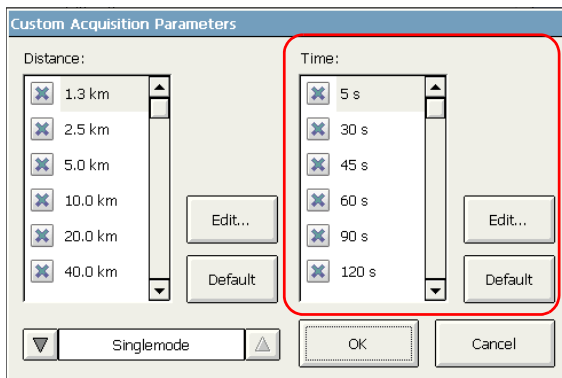 Custom Acquisition Parameters
Distance:
1.3 km
2.5 km
5.0 km
10.0 km
20.0 km
40.0 km
Edit...
Default
Singlemode
Time:
5 s
30 s
45 s
60 s
90 s
120 s
Edit...
Default
OK
Cancel